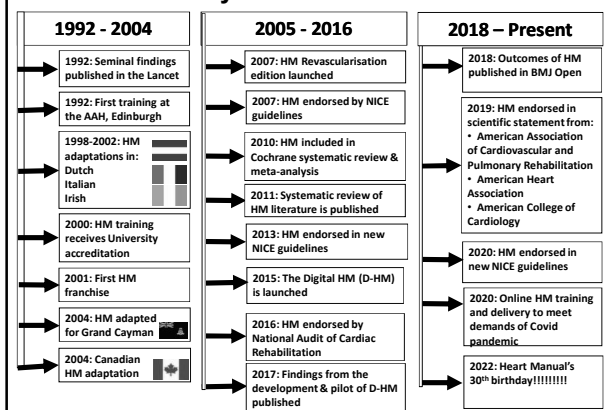 1992 - 2004
1992: Seminal findings
published in the Lancet
1992: First training at
the AAH, Edinburgh
1998-2002: HM
adaptations in:
Dutch
Italian
Irish
2000: HM training
receives University
accreditation
2001: First HM
franchise
2004: HM adapted
for Grand Cayman
2004: Canadian
HM adaptation
2005 - 2016
2007: HM Revascularisation
edition launched
2007: HM endorsed by NICE
guidelines
2010: HM included in
Cochrane systematic review &
meta-analysis
2011: Systematic review of
HM literature is published
2013: HM endorsed in new
NICE guidelines
2015: The Digital HM (D-HM)
is launched
2016: HM endorsed by
National Audit of Cardiac
Rehabilitation
2017: Findings from the
development & pilot of D-HM
published
2018 – Present
2018: Outcomes of HM
published in BMJ Open
2019: HM endorsed in
scientific statement from:
• American Association
of Cardiovascular and
Pulmonary Rehabilitation
• American Heart
Association
• American College of
Cardiology
2020: HM endorsed in
new NICE guidelines
2020: Online HM training
and delivery to meet
demands of Covid
pandemic
2022: Heart Manual's
30th birthday!!!!!!!!!